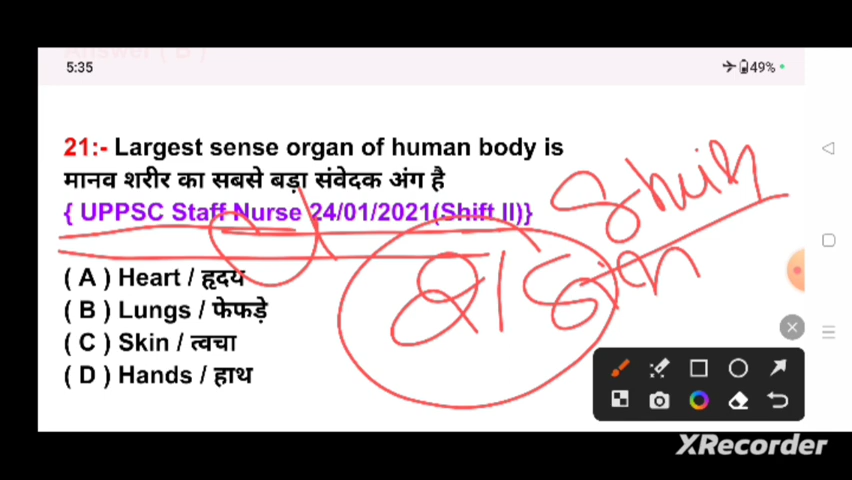 Answer ( B )
5:35
49%
21:- Largest sense organ of human body is
मानव शरीर का सबसे बड़ा संवेदक अंग है
{ UPPSC Staff Nurse 24/01/2021(Shift II)}
( A ) Heart / हृदय
( B ) Lungs / फेफड़े
( C ) Skin / त्वचा
( D ) Hands / हाथ
XRecorder